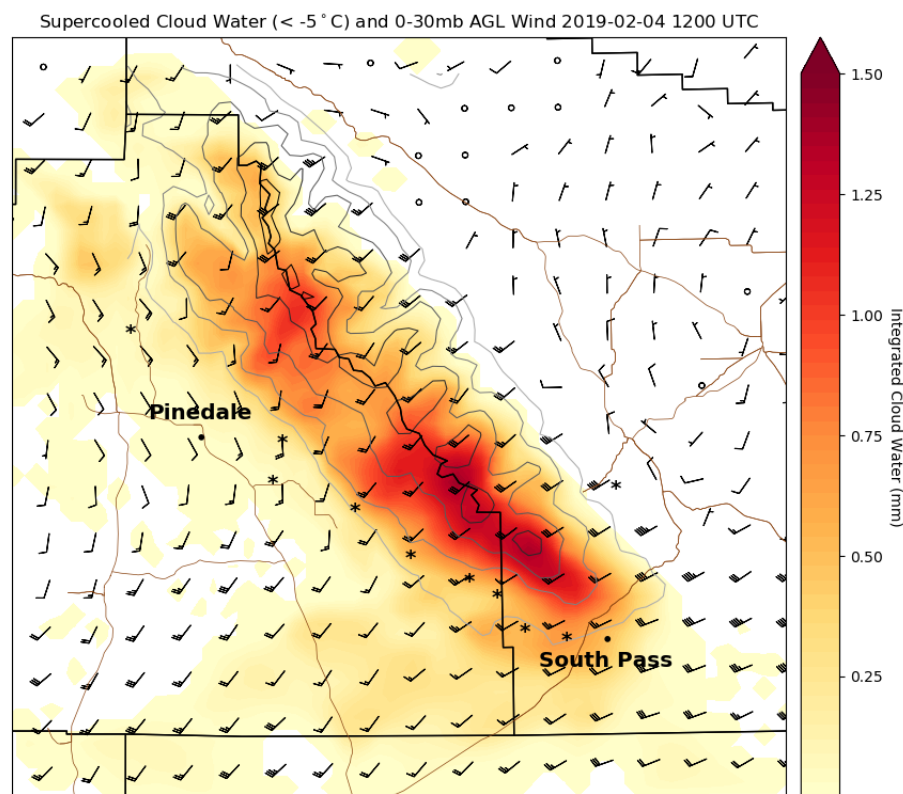 Supercooled Cloud Water (< -5˚C) and 0-30mb AGL Wind 2019-02-04 1200 UTC
1.50
1.25
1.00
0.75
0.50
0.25
Integrated Cloud Water (mm)
Pinedale
South Pass